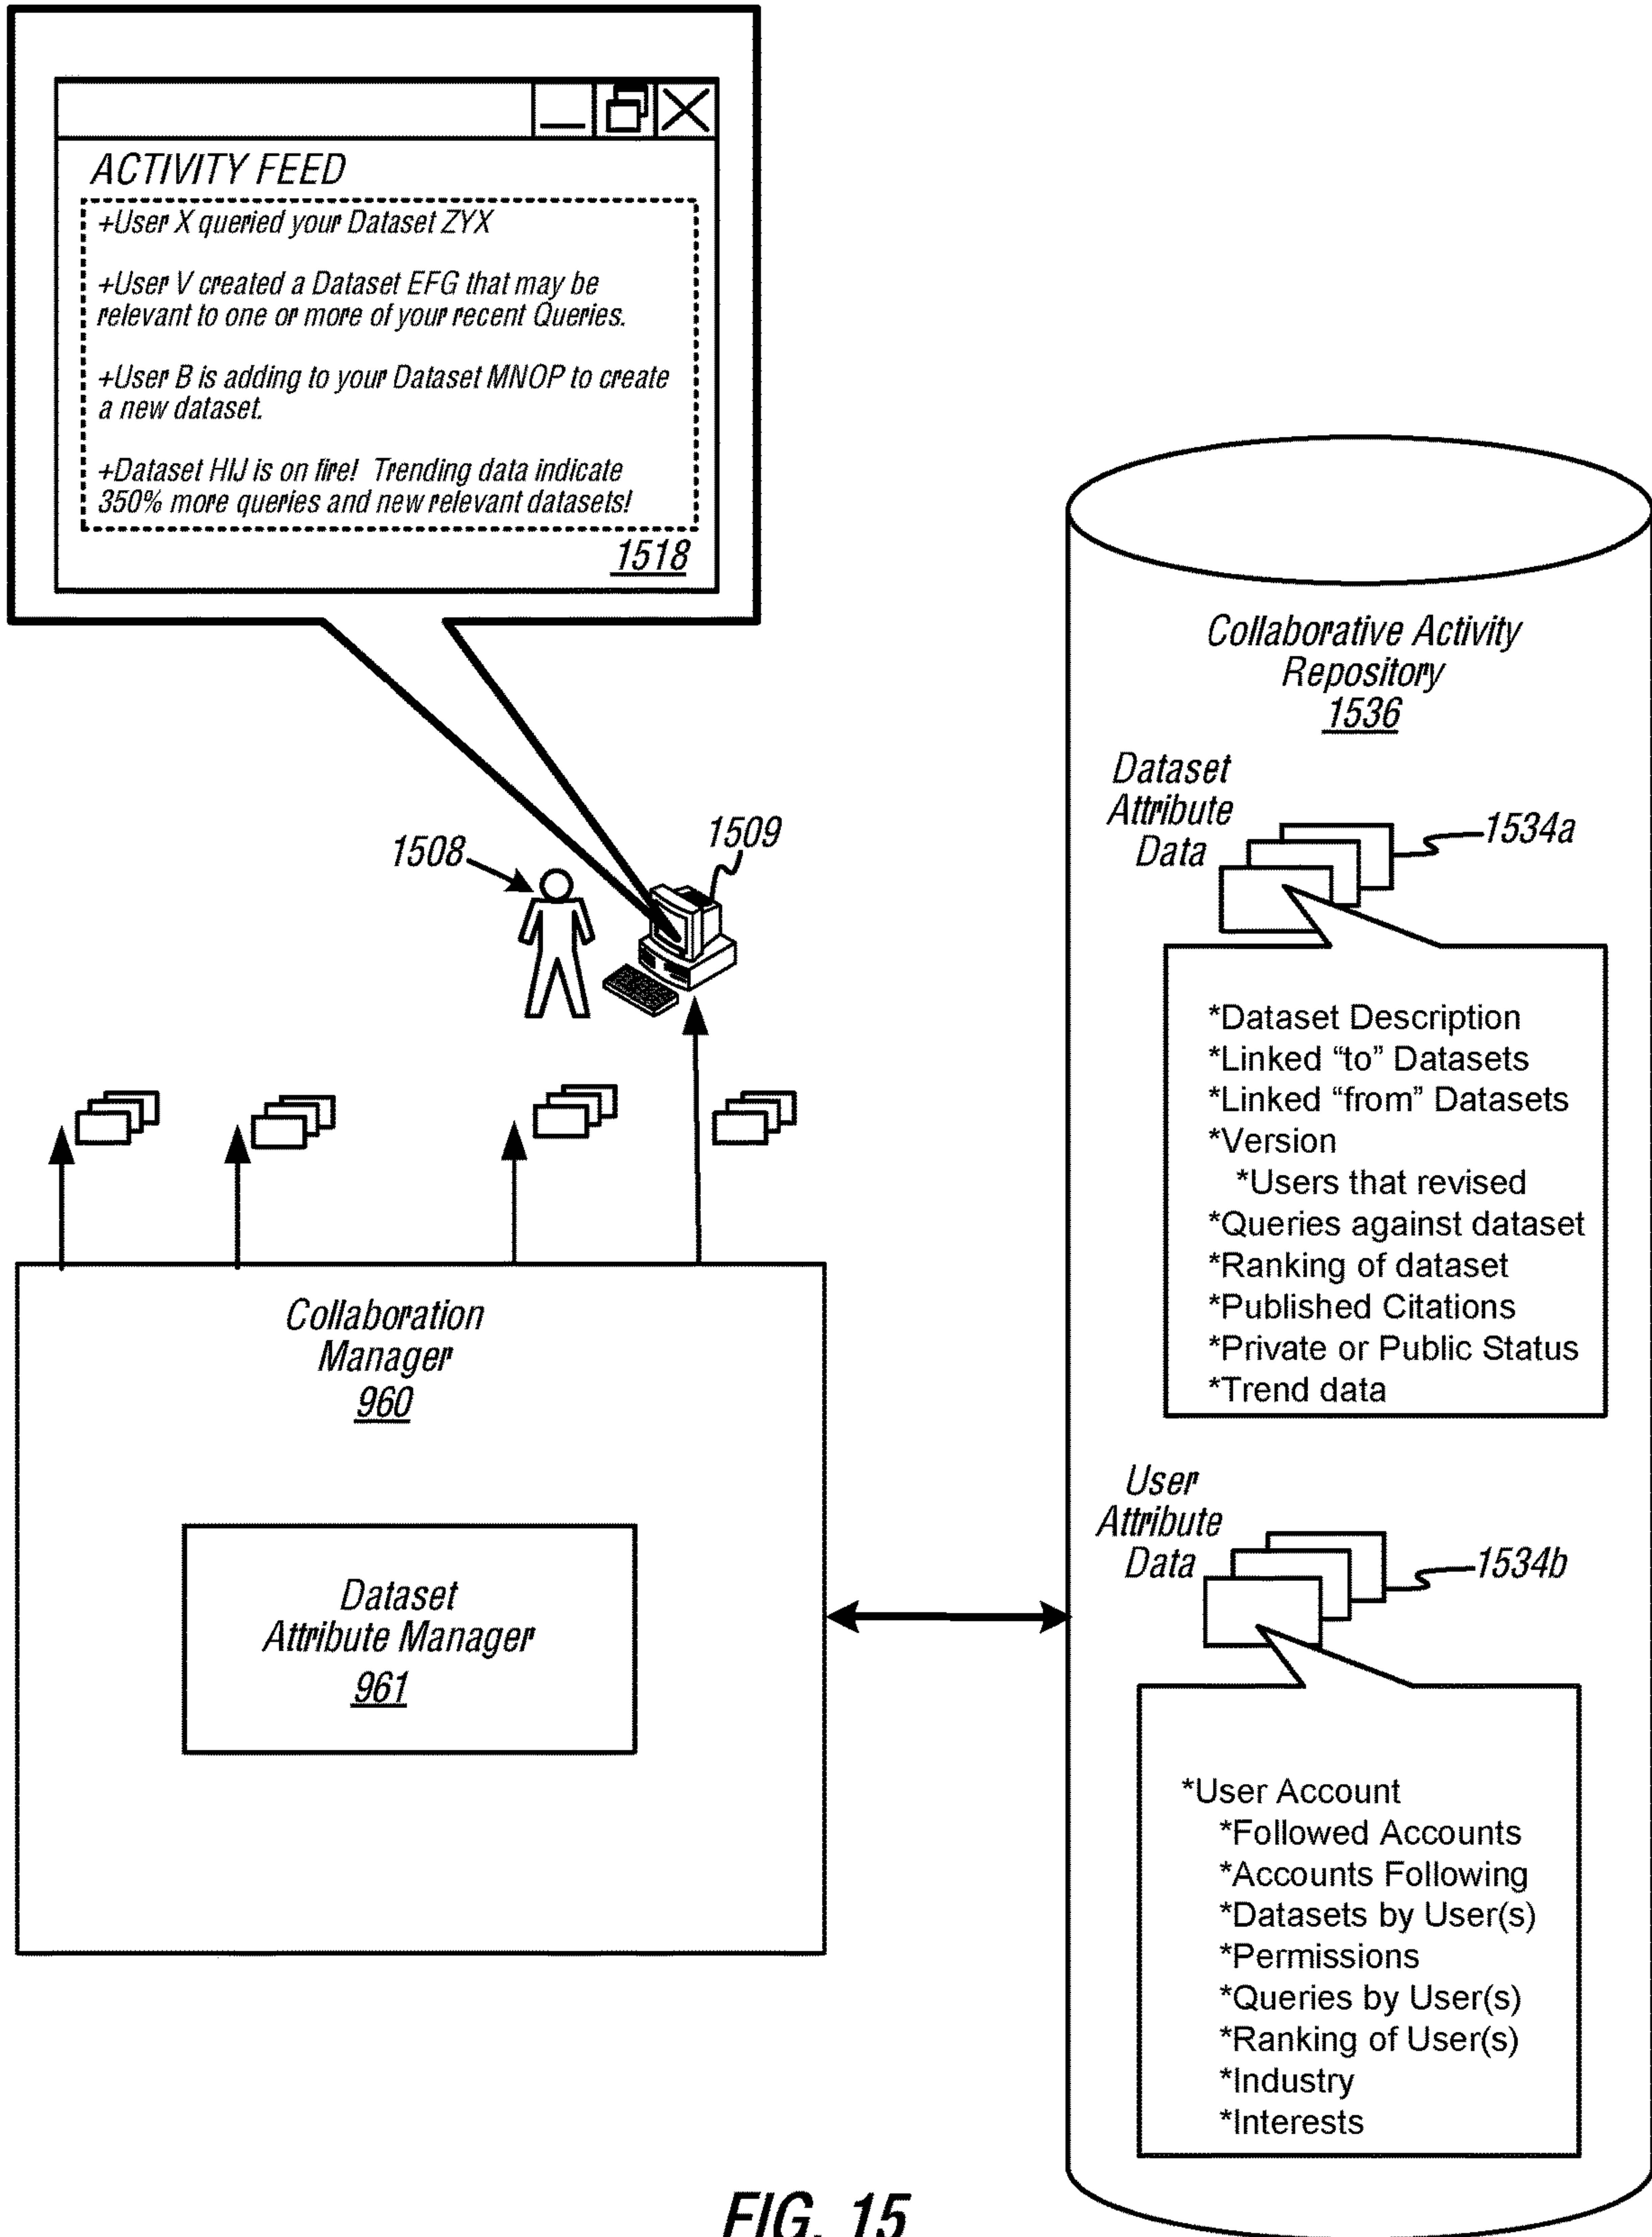 ACTIVITY FEED
+User X queried your Dataset ZYX
+User V created a Dataset EFG that may be
relevant to one or more of your recent Queries.
+User B is adding to your Dataset MNOP to create
a new dataset.
+Dataset HIJ is on fire! Trending data indicate
350% more queries and new relevant datasets!
1518
1508
1509
Collaboration
Manager
960
Dataset
Attribute Manager
961
Collaborative Activity
Repository
1536
Dataset
Attribute
Data
1534a
*Dataset Description
*Linked “to” Datasets
*Linked “from” Datasets
*Version
*Users that revised
*Queries against dataset
*Ranking of dataset
*Published Citations
*Private or Public Status
*Trend data
User
Attribute
Data
1534b
*User Account
*Followed Accounts
*Accounts Following
*Datasets by User(s)
*Permissions
*Queries by User(s)
*Ranking of User(s)
*Industry
*Interests
FIG. 15